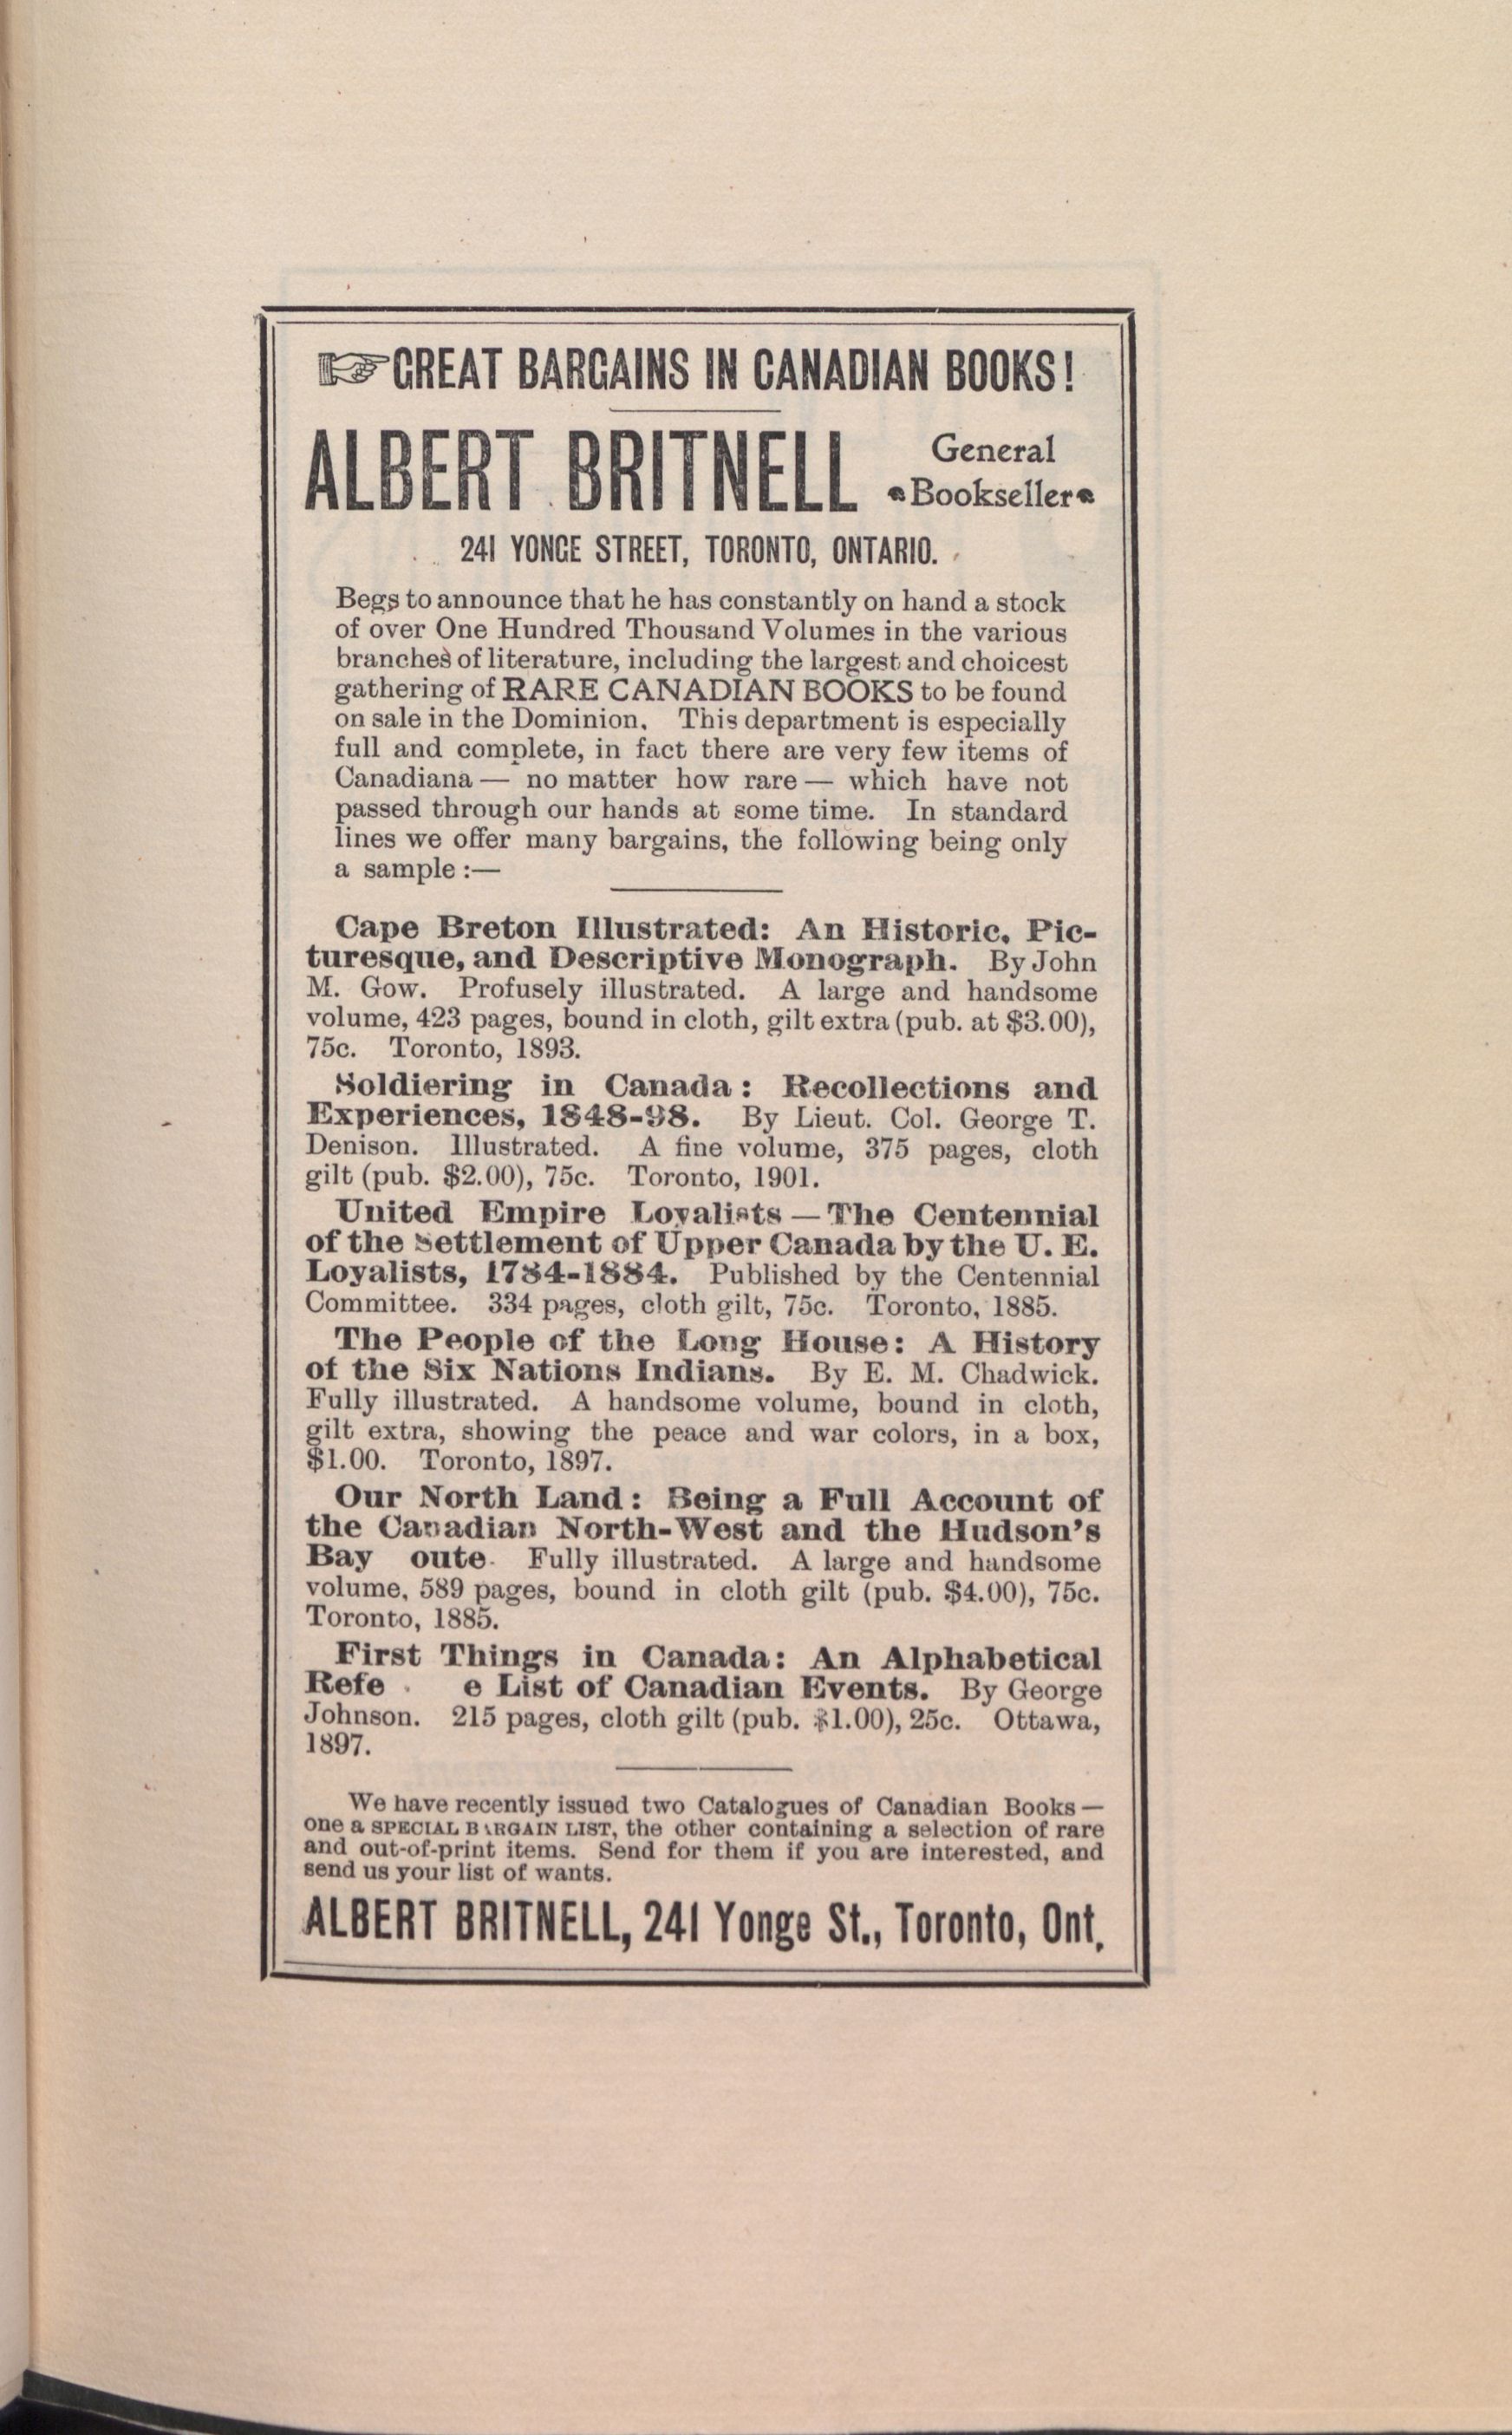 ☞GREAT BARGAINS IN CANADIAN BOOKS!
ALBERT BRITNELL General
Bookseller
241 YONGE STREET, TORONTO, ONTARIO.
Begs to announce that he has constantly on hand a stock
of over One Hundred Thousand Volumes in the various
branches of literature, including the largest and choicest
gathering of RARE CANADIAN BOOKS to be found
on sale in the Dominion. This department is especially
full and complete, in fact there are very few items of
Canadiana — no matter how rare — which have not
passed through our hands at some time. In standard
lines we offer many bargains, the following being only
a sample :—
Cape Breton Illustrated: An Historic, Pic-
turesque, and Descriptive Monograph. By John
M. Gow. Profusely illustrated. A large and handsome
volume, 423 pages, bound in cloth, gilt extra (pub. at $3.00),
75c. Toronto, 1893.
Soldiering in Canada : Recollections and
Experiences, 1848-98. By Lieut. Col. George T.
Denison. Illustrated. A fine volume, 375 pages, cloth
gilt (pub. $2.00), 75c. Toronto, 1901.
United Empire Loyalists — The Centennial
of the Settlement of Upper Canada by the U. E.
Loyalists, 1784-1884. Published by the Centennial
Committee. 334 pages, cloth gilt, 75c. Toronto, 1885.
The People of the Long House: A History
of the Six Nations Indians. By E. M. Chadwick.
Fully illustrated. A handsome volume, bound in cloth,
gilt extra, showing the peace and war colors, in a box,
$1.00. Toronto, 1897.
Our North Land: Being a Full Account of
the Canadian North-West and the Hudson's
Bay oute. Fully illustrated. A large and handsome
volume, 589 pages, bound in cloth gilt (pub. $4.00), 75c.
Toronto, 1885.
First Things in Canada: An Alphabetical
Refe e List of Canadian Events. By George
Johnson. 215 pages, cloth gilt (pub. $1.00), 25c. Ottawa,
1897.
We have recently issued two Catalogues of Canadian Books —
one a SPECIAL BARGAIN LIST, the other containing a selection of rare
and out-of-print items. Send for them if you are interested, and
send us your list of wants.
ALBERT BRITNELL, 241 Yonge St., Toronto, Ont.